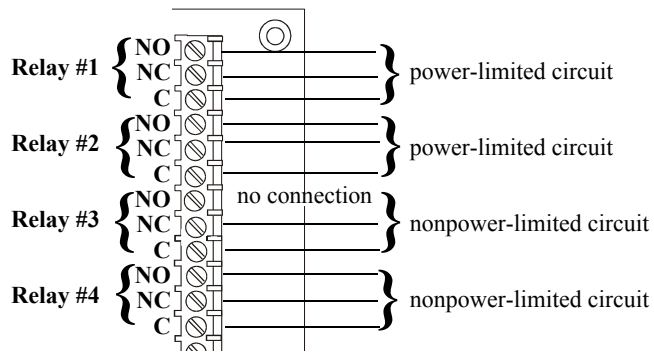 NO
Relay #1 NC power-limited circuit
C
NO
Relay #2 NC power-limited circuit
C
NO no connection
Relay #3 NC nonpower-limited circuit
C
NO
Relay #4 NC nonpower-limited circuit
C